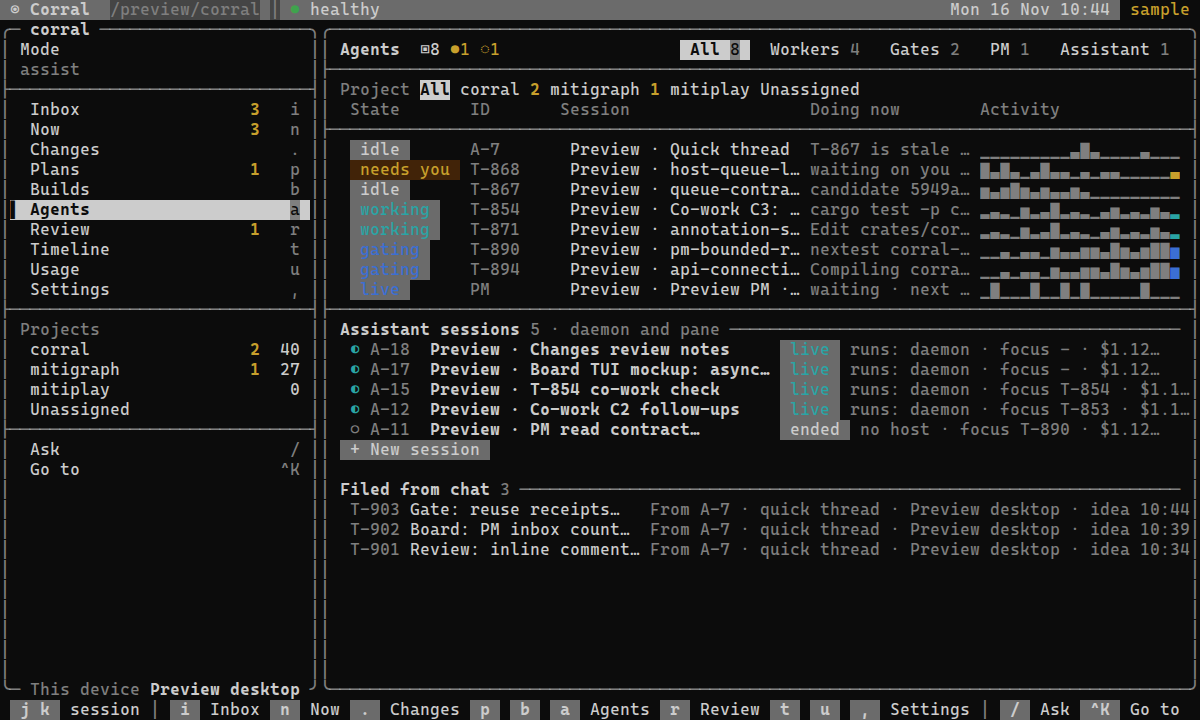 Corral /preview/corral healthy Mon 16 Nov 10:44 sample
corral
Mode
assist
Inbox 3 i
Now 3 n
Changes .
Plans 1 p
Builds b
Agents a
Review 1 r
Timeline t
Usage u
Settings ,
Projects
corral 2 40
mitigraph 1 27
mitiplay 0
Unassigned
Ask /
Go to ^K
This device Preview desktop
Agents 8 1 1 All 8 Workers 4 Gates 2 PM 1 Assistant 1
Project All corral 2 mitigraph 1 mitiplay Unassigned
State ID Session Doing now Activity
idle A-7 Preview · Quick thread T-867 is stale …
needs you T-868 Preview · host-queue-l… waiting on you …
idle T-867 Preview · queue-contra… candidate 5949a…
working T-854 Preview · Co-work C3: … cargo test -p c…
working T-871 Preview · annotation-s… Edit crates/cor…
gating T-890 Preview · pm-bounded-r… nextest corral-…
gating T-894 Preview · api-connecti… Compiling corra…
live PM Preview · Preview PM ·… waiting · next …
Assistant sessions 5 · daemon and pane
A-18 Preview · Changes review notes live runs: daemon · focus - · $1.12…
A-17 Preview · Board TUI mockup: async… live runs: daemon · focus - · $1.12…
A-15 Preview · T-854 co-work check live runs: daemon · focus T-854 · $1.1…
A-12 Preview · Co-work C2 follow-ups live runs: daemon · focus T-853 · $1.1…
A-11 Preview · PM read contract… ended no host · focus T-890 · $1.12…
+ New session
Filed from chat 3
T-903 Gate: reuse receipts… From A-7 · quick thread · Preview desktop · idea 10:44
T-902 Board: PM inbox count… From A-7 · quick thread · Preview desktop · idea 10:39
T-901 Review: inline comment… From A-7 · quick thread · Preview desktop · idea 10:34
j k session │ i Inbox n Now . Changes p b a Agents r Review t u , Settings │ / Ask ^K Go to